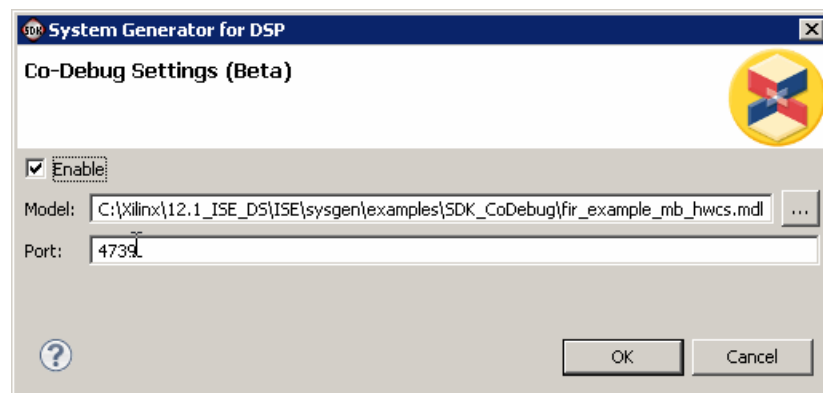 SDK System Generator for DSP
Co-Debug Settings (Beta)
Enable
Model: C:\Xilinx\12.1_ISE_DS\ISE\sysgen\examples\SDK_CoDebug\fir_example_mb_hwcs.mdl ...
Port: 4739
? OK Cancel